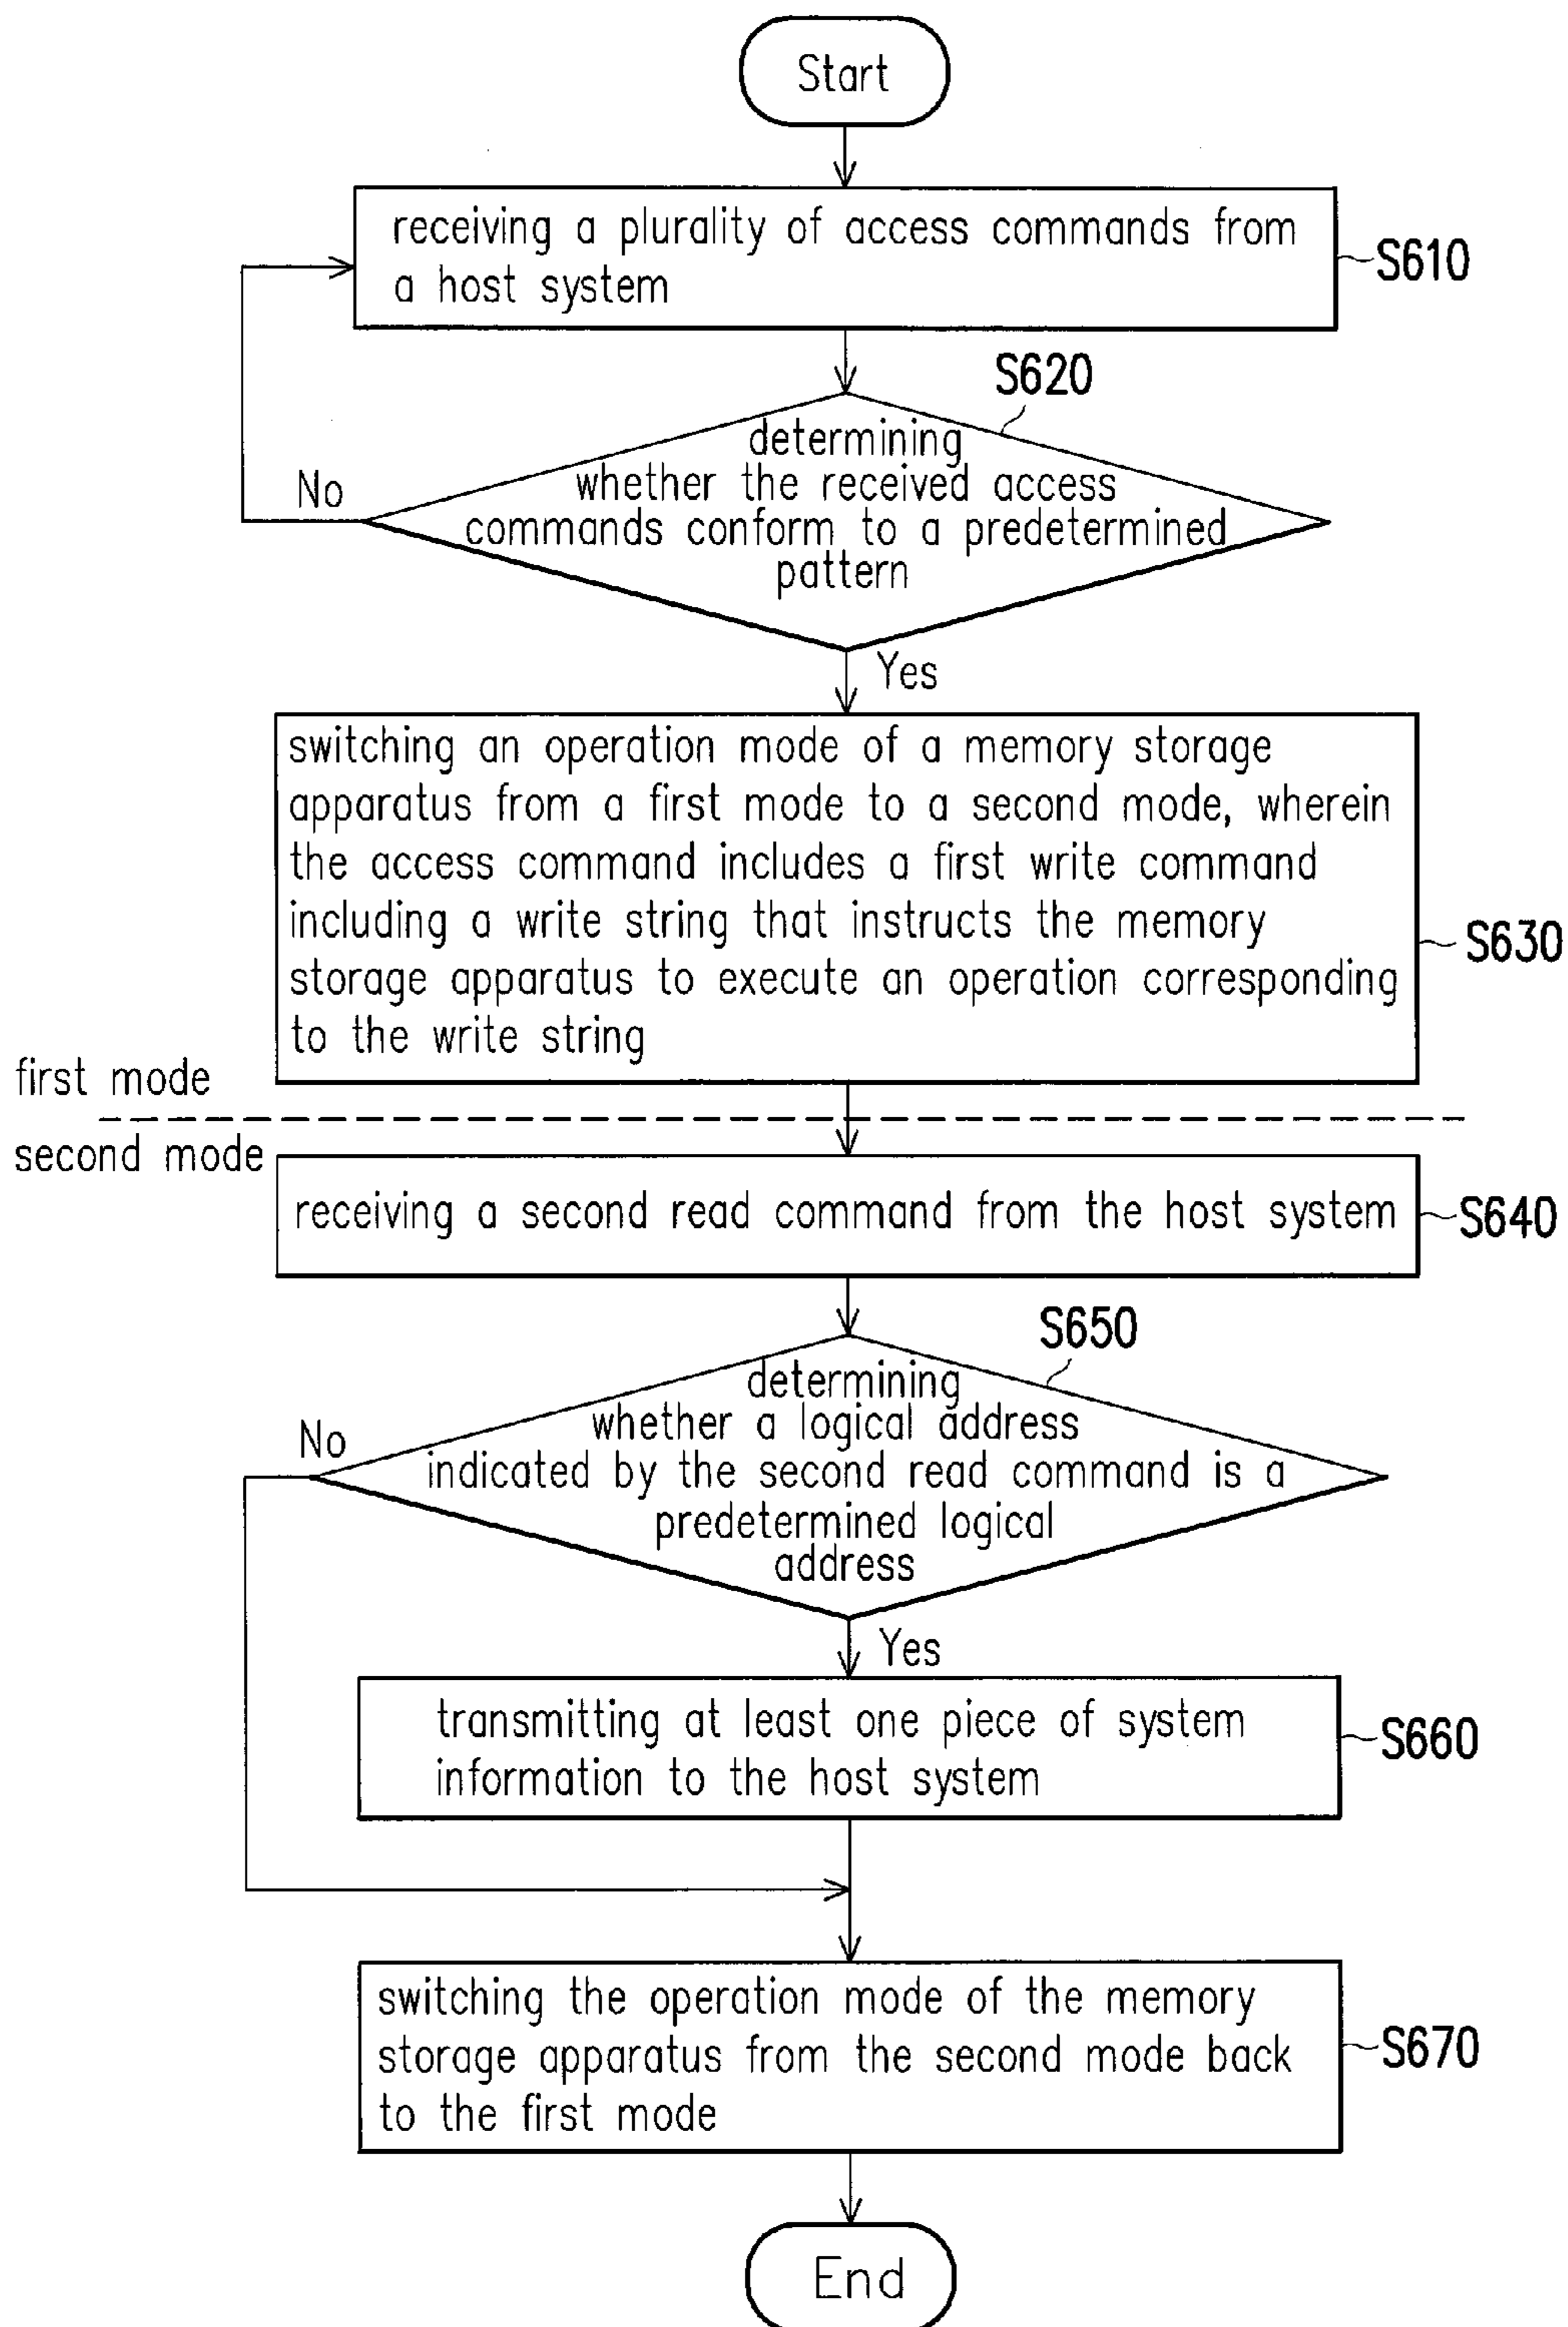 Start
receiving a plurality of access commands from
a host system
S610
S620
determining
whether the received access
commands conform to a predetermined
pattern
No
Yes
switching an operation mode of a memory storage
apparatus from a first mode to a second mode, wherein
the access command includes a first write command
including a write string that instructs the memory
storage apparatus to execute an operation corresponding
to the write string
S630
first mode
second mode
receiving a second read command from the host system
S640
S650
determining
whether a logical address
indicated by the second read command is a
predetermined logical
address
No
Yes
transmitting at least one piece of system
information to the host system
S660
switching the operation mode of the memory
storage apparatus from the second mode back
to the first mode
S670
End